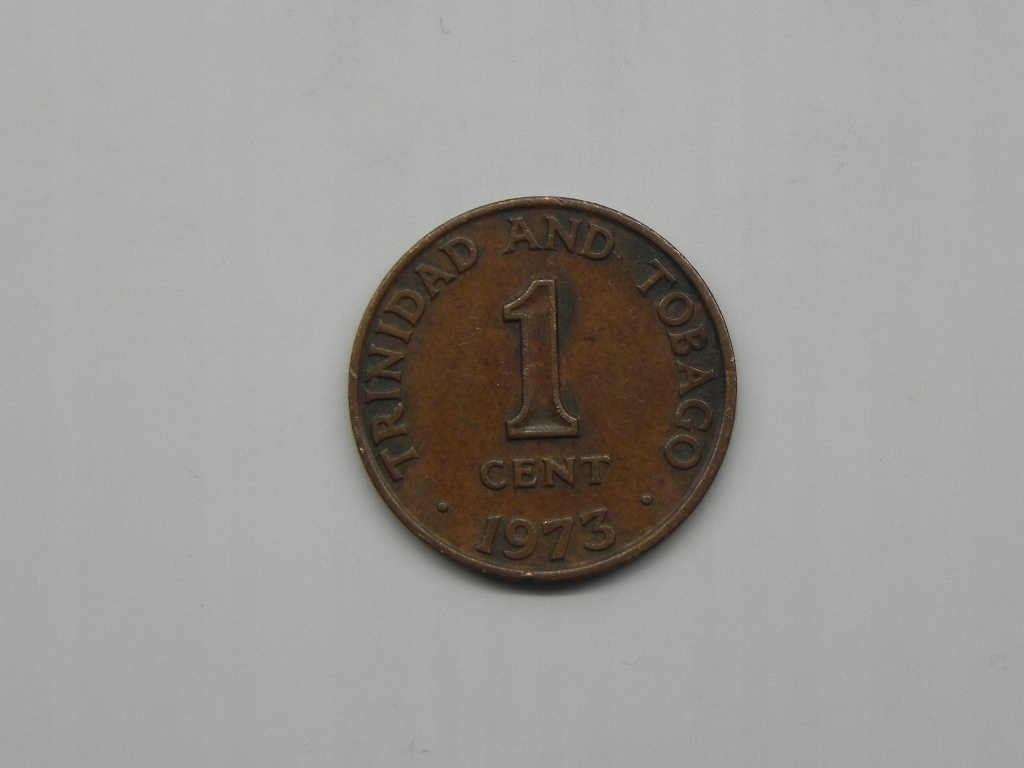 TRINIDAD AND TOBAGO
1
CENT
1973